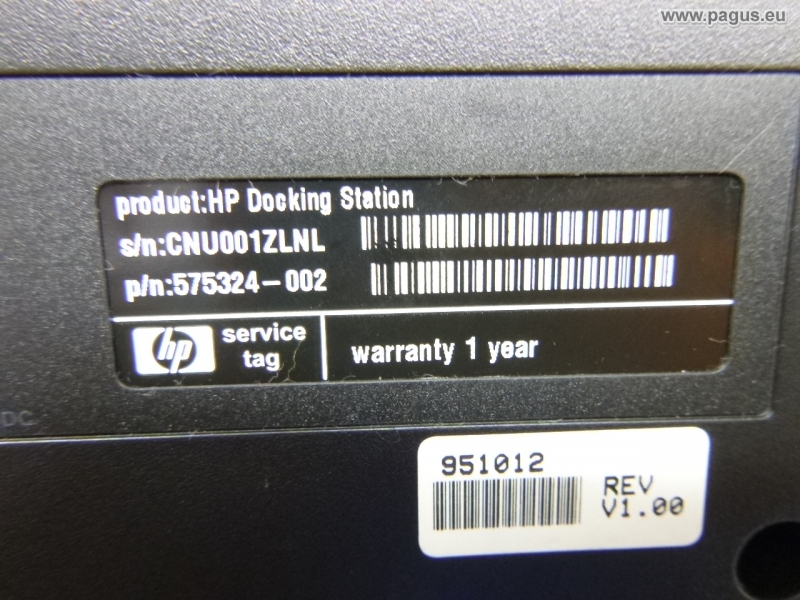 www.pagus.eu
product:HP Docking Station
s/n:CNU001ZLNL
p/n:575324-002
hp service tag
warranty 1 year
DC
951012
REV
V1.00